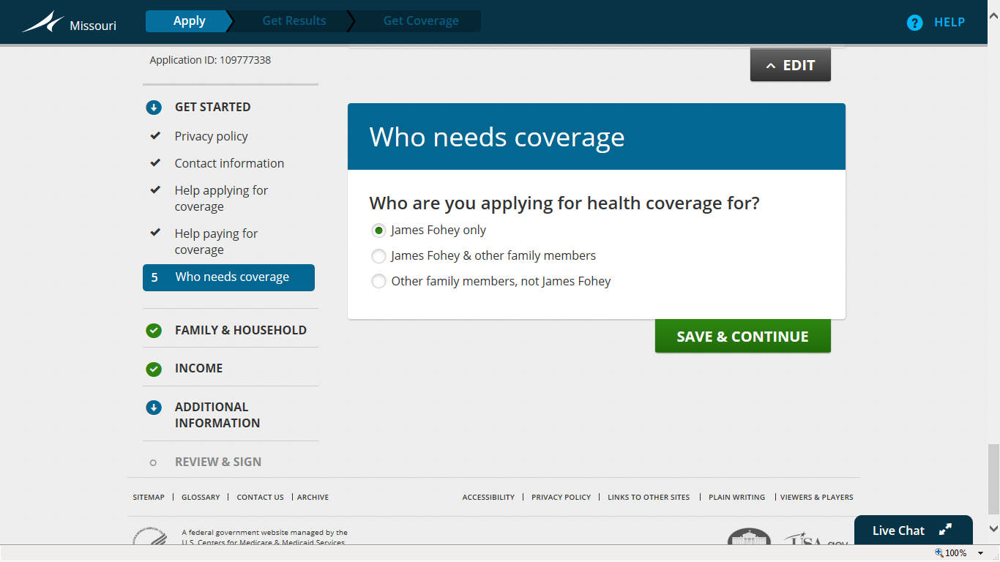 Missouri
Apply
Get Results
Get Coverage
? HELP
Application ID: 109777338
EDIT
GET STARTED
Privacy policy
Contact information
Help applying for
coverage
Help paying for
coverage
5 Who needs coverage
FAMILY & HOUSEHOLD
INCOME
ADDITIONAL
INFORMATION
REVIEW & SIGN
Who needs coverage
Who are you applying for health coverage for?
James Fohey only
James Fohey & other family members
Other family members, not James Fohey
SAVE & CONTINUE
SITEMAP | GLOSSARY | CONTACT US | ARCHIVE
ACCESSIBILITY | PRIVACY POLICY | LINKS TO OTHER SITES | PLAIN WRITING | VIEWERS & PLAYERS
A federal government website managed by the
U.S. Centers for Medicare & Medicaid Services
USA.gov
Live Chat
100%